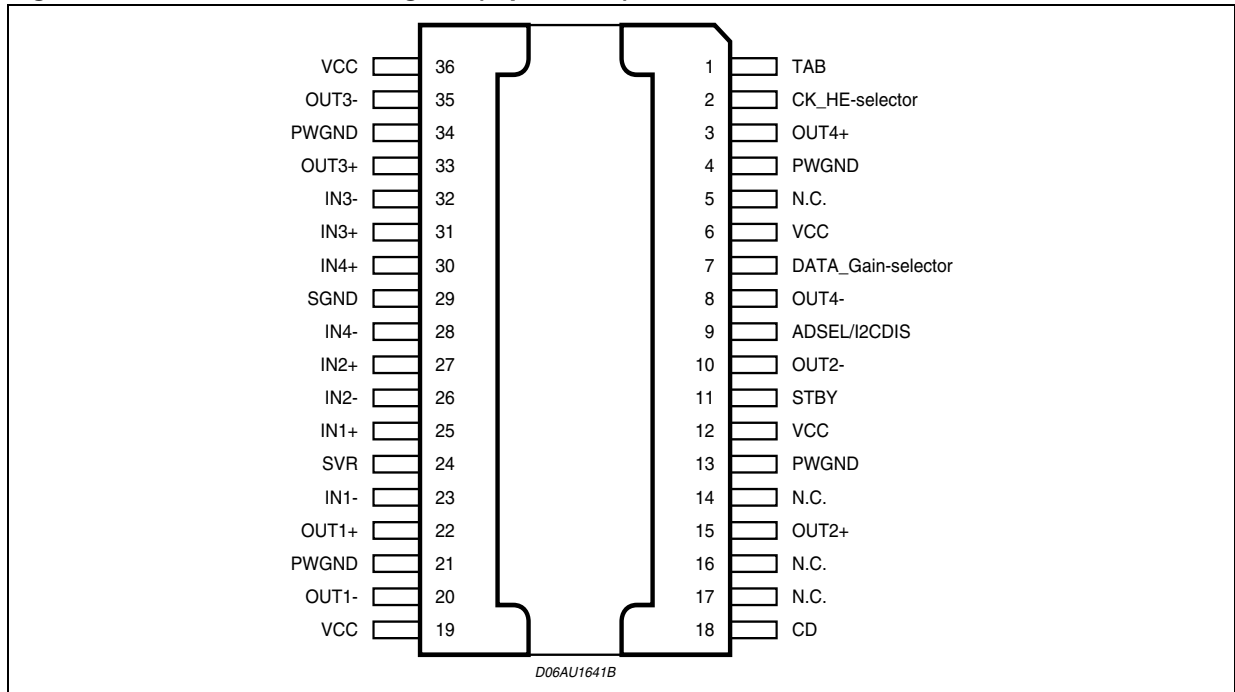 VCC 36 1 TAB
OUT3- 35 2 CK_HE-selector
PWGND 34 3 OUT4+
OUT3+ 33 4 PWGND
IN3- 32 5 N.C.
IN3+ 31 6 VCC
IN4+ 30 7 DATA_Gain-selector
SGND 29 8 OUT4-
IN4- 28 9 ADSEL/I2CDIS
IN2+ 27 10 OUT2-
IN2- 26 11 STBY
IN1+ 25 12 VCC
SVR 24 13 PWGND
IN1- 23 14 N.C.
OUT1+ 22 15 OUT2+
PWGND 21 16 N.C.
OUT1- 20 17 N.C.
VCC 19 18 CD
D06AU1641B